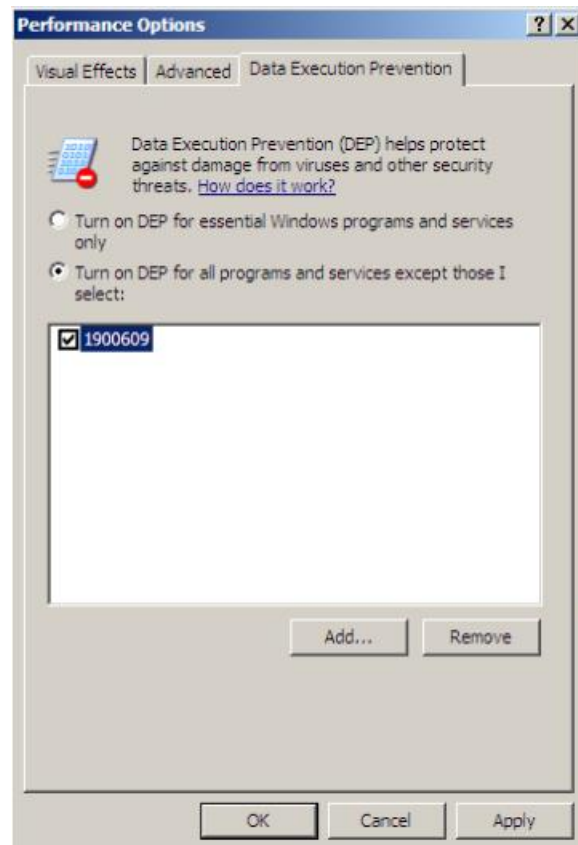 Performance Options
Visual Effects Advanced Data Execution Prevention
Data Execution Prevention (DEP) helps protect
against damage from viruses and other security
threats. How does it work?
Turn on DEP for essential Windows programs and services
only
Turn on DEP for all programs and services except those I
select:
1900609
Add... Remove
OK Cancel Apply